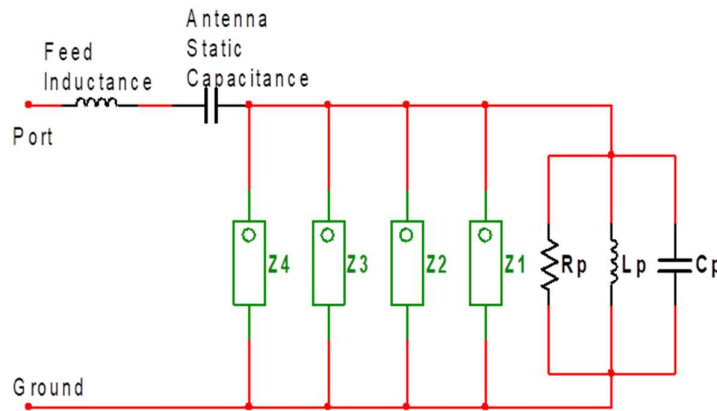 Antenna
Static
Capacitance
Feed
Inductance
Port
Z4
Z3
Z2
Z1
Rp
Lp
Cp
Ground